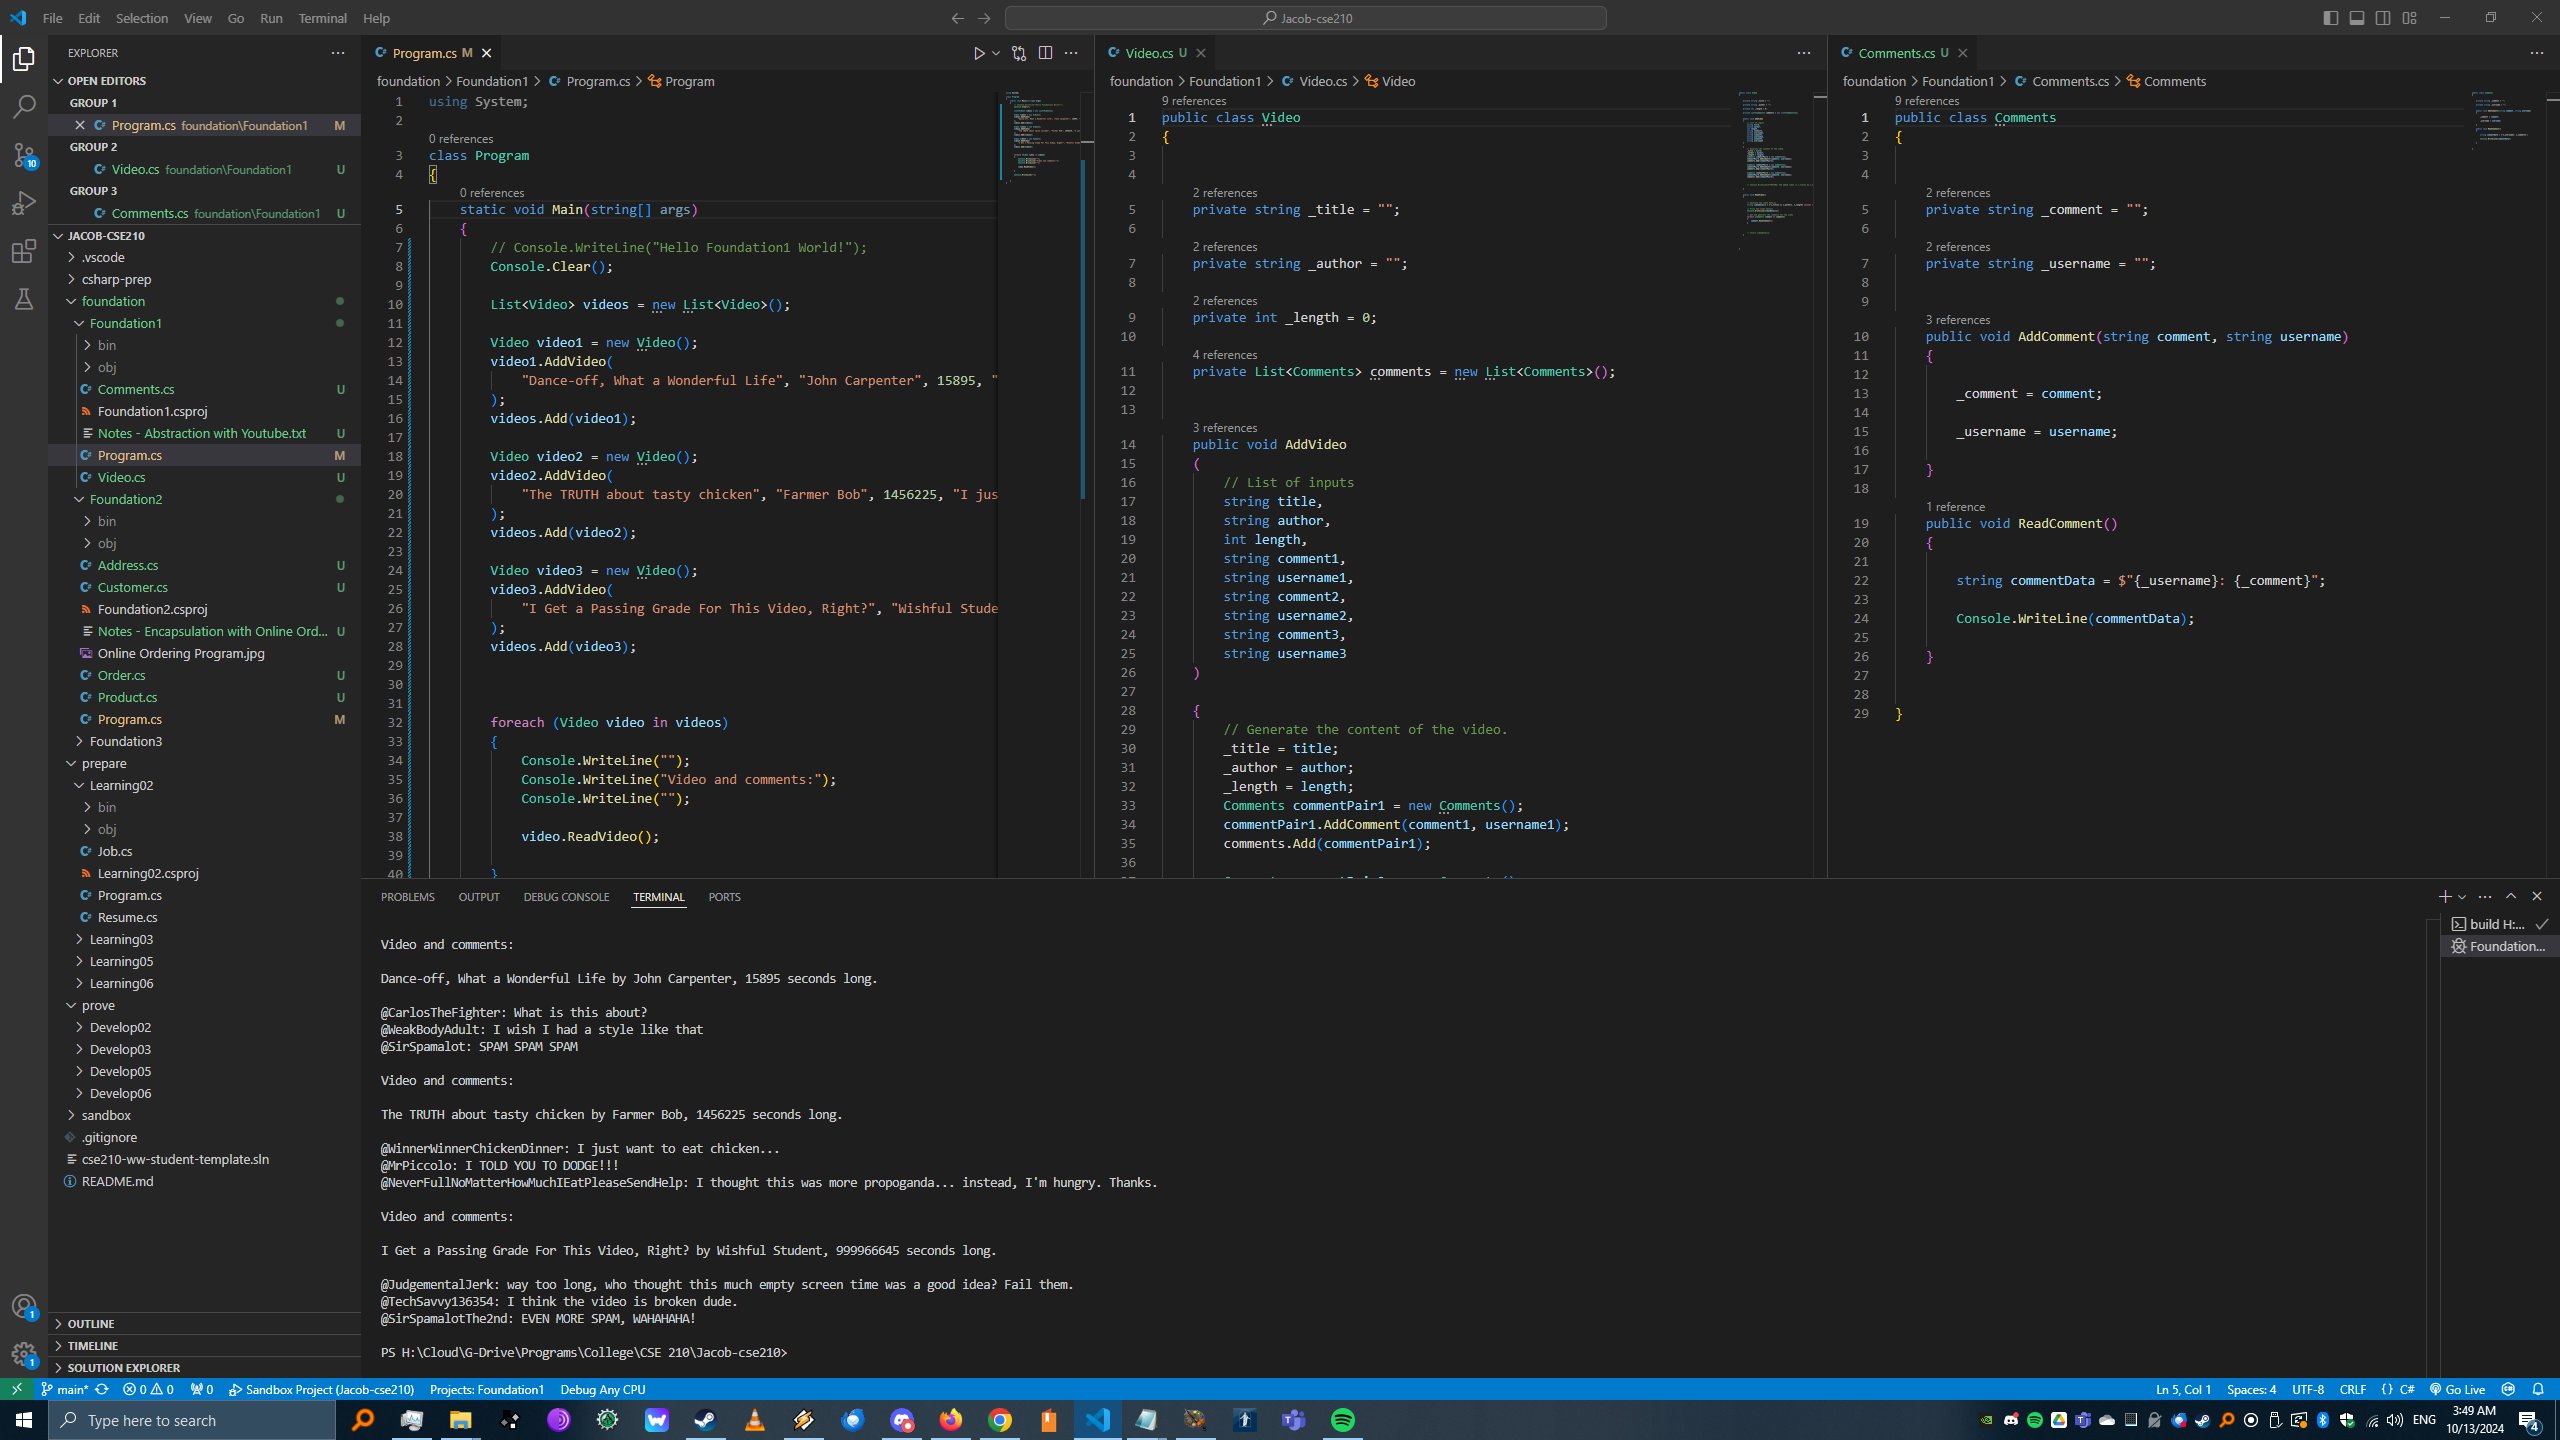 File Edit Selection View Go Run Terminal Help
Jacob-cse210
EXPLORER
OPEN EDITORS
GROUP 1
Program.cs foundation\Foundation1 M
GROUP 2
Video.cs foundation\Foundation1 U
GROUP 3
Comments.cs foundation\Foundation1 U
JACOB-CSE210
.vscode
csharp-prep
foundation
Foundation1
bin
obj
Comments.cs U
Foundation1.csproj
Notes - Abstraction with Youtube.txt U
Program.cs M
Video.cs U
Foundation2
bin
obj
Address.cs U
Customer.cs U
Foundation2.csproj
Notes - Encapsulation with Online Ord... U
Online Ordering Program.jpg
Order.cs U
Product.cs U
Program.cs M
Foundation3
prepare
Learning02
bin
obj
Job.cs
Learning02.csproj
Program.cs
Resume.cs
Learning03
Learning05
Learning06
prove
Develop02
Develop03
Develop05
Develop06
sandbox
.gitignore
cse210-ww-student-template.sln
README.md
OUTLINE
TIMELINE
SOLUTION EXPLORER
Program.cs M
foundation > Foundation1 > Program.cs > Program
1 using System;
2
0 references
3 class Program
4 {
0 references
5 static void Main(string[] args)
6 {
7 // Console.WriteLine("Hello Foundation1 World!");
8 Console.Clear();
9
10 List<Video> videos = new List<Video>();
11
12 Video video1 = new Video();
13 video1.AddVideo(
14 "Dance-off, What a Wonderful Life", "John Carpenter", 15895, "
15 );
16 videos.Add(video1);
17
18 Video video2 = new Video();
19 video2.AddVideo(
20 "The TRUTH about tasty chicken", "Farmer Bob", 1456225, "I jus
21 );
22 videos.Add(video2);
23
24 Video video3 = new Video();
25 video3.AddVideo(
26 "I Get a Passing Grade For This Video, Right?", "Wishful Stude
27 );
28 videos.Add(video3);
29
30
31
32 foreach (Video video in videos)
33 {
34 Console.WriteLine("");
35 Console.WriteLine("Video and comments:");
36 Console.WriteLine("");
37
38 video.ReadVideo();
39
40 }
Video.cs U
foundation > Foundation1 > Video.cs > Video
9 references
1 public class Video
2 {
3
4
2 references
5 private string _title = "";
6
2 references
7 private string _author = "";
8
2 references
9 private int _length = 0;
10
4 references
11 private List<Comments> comments = new List<Comments>();
12
13
3 references
14 public void AddVideo
15 (
16 // List of inputs
17 string title,
18 string author,
19 int length,
20 string comment1,
21 string username1,
22 string comment2,
23 string username2,
24 string comment3,
25 string username3
26 )
27
28 {
29 // Generate the content of the video.
30 _title = title;
31 _author = author;
32 _length = length;
33 Comments commentPair1 = new Comments();
34 commentPair1.AddComment(comment1, username1);
35 comments.Add(commentPair1);
36
Comments.cs U
foundation > Foundation1 > Comments.cs > Comments
9 references
1 public class Comments
2 {
3
4
2 references
5 private string _comment = "";
6
2 references
7 private string _username = "";
8
9
3 references
10 public void AddComment(string comment, string username)
11 {
12
13 _comment = comment;
14
15 _username = username;
16
17 }
18
1 reference
19 public void ReadComment()
20 {
21
22 string commentData = $"{_username}: {_comment}";
23
24 Console.WriteLine(commentData);
25
26 }
27
28
29 }
PROBLEMS OUTPUT DEBUG CONSOLE TERMINAL PORTS
build H:...
Foundation...
Video and comments:
Dance-off, What a Wonderful Life by John Carpenter, 15895 seconds long.
@CarlosTheFighter: What is this about?
@WeakBodyAdult: I wish I had a style like that
@SirSpamalot: SPAM SPAM SPAM
Video and comments:
The TRUTH about tasty chicken by Farmer Bob, 1456225 seconds long.
@WinnerWinnerChickenDinner: I just want to eat chicken...
@MrPiccolo: I TOLD YOU TO DODGE!!!
@NeverFullNoMatterHowMuchIEatPleaseSendHelp: I thought this was more propoganda... instead, I'm hungry. Thanks.
Video and comments:
I Get a Passing Grade For This Video, Right? by Wishful Student, 999966645 seconds long.
@JudgementalJerk: way too long, who thought this much empty screen time was a good idea? Fail them.
@TechSavvy136354: I think the video is broken dude.
@SirSpamalotThe2nd: EVEN MORE SPAM, WAHAHAHA!
PS H:\Cloud\G-Drive\Programs\College\CSE 210\Jacob-cse210>
main* 0 0 0 Sandbox Project (Jacob-cse210) Projects: Foundation1 Debug Any CPU
Ln 5, Col 1 Spaces: 4 UTF-8 CRLF {} C# Go Live
Type here to search
ENG
3:49 AM
10/13/2024
4